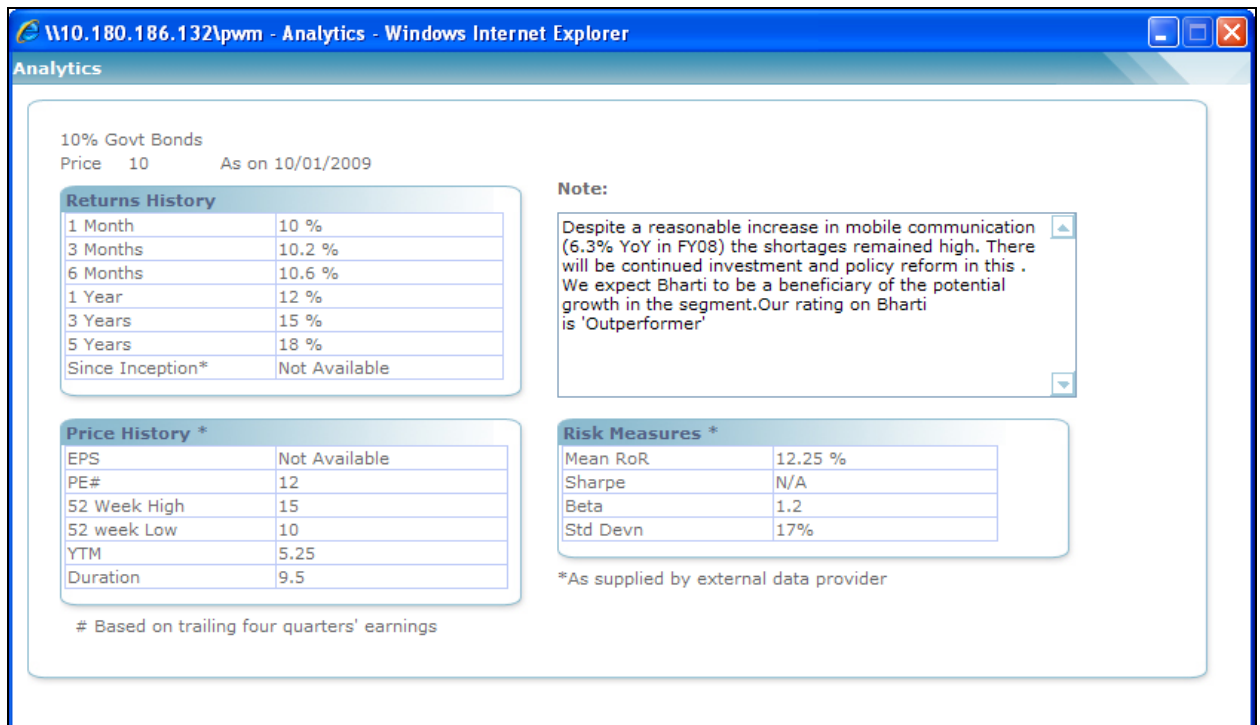 \\10.180.186.132\pwm - Analytics - Windows Internet Explorer
Analytics
10% Govt Bonds
Price 10 As on 10/01/2009
Returns History
1 Month 10 %
3 Months 10.2 %
6 Months 10.6 %
1 Year 12 %
3 Years 15 %
5 Years 18 %
Since Inception* Not Available
Note:
Despite a reasonable increase in mobile communication
(6.3% YoY in FY08) the shortages remained high. There
will be continued investment and policy reform in this .
We expect Bharti to be a beneficiary of the potential
growth in the segment.Our rating on Bharti
is 'Outperformer'
Price History *
EPS Not Available
PE# 12
52 Week High 15
52 week Low 10
YTM 5.25
Duration 9.5
# Based on trailing four quarters' earnings
Risk Measures *
Mean RoR 12.25 %
Sharpe N/A
Beta 1.2
Std Devn 17%
*As supplied by external data provider